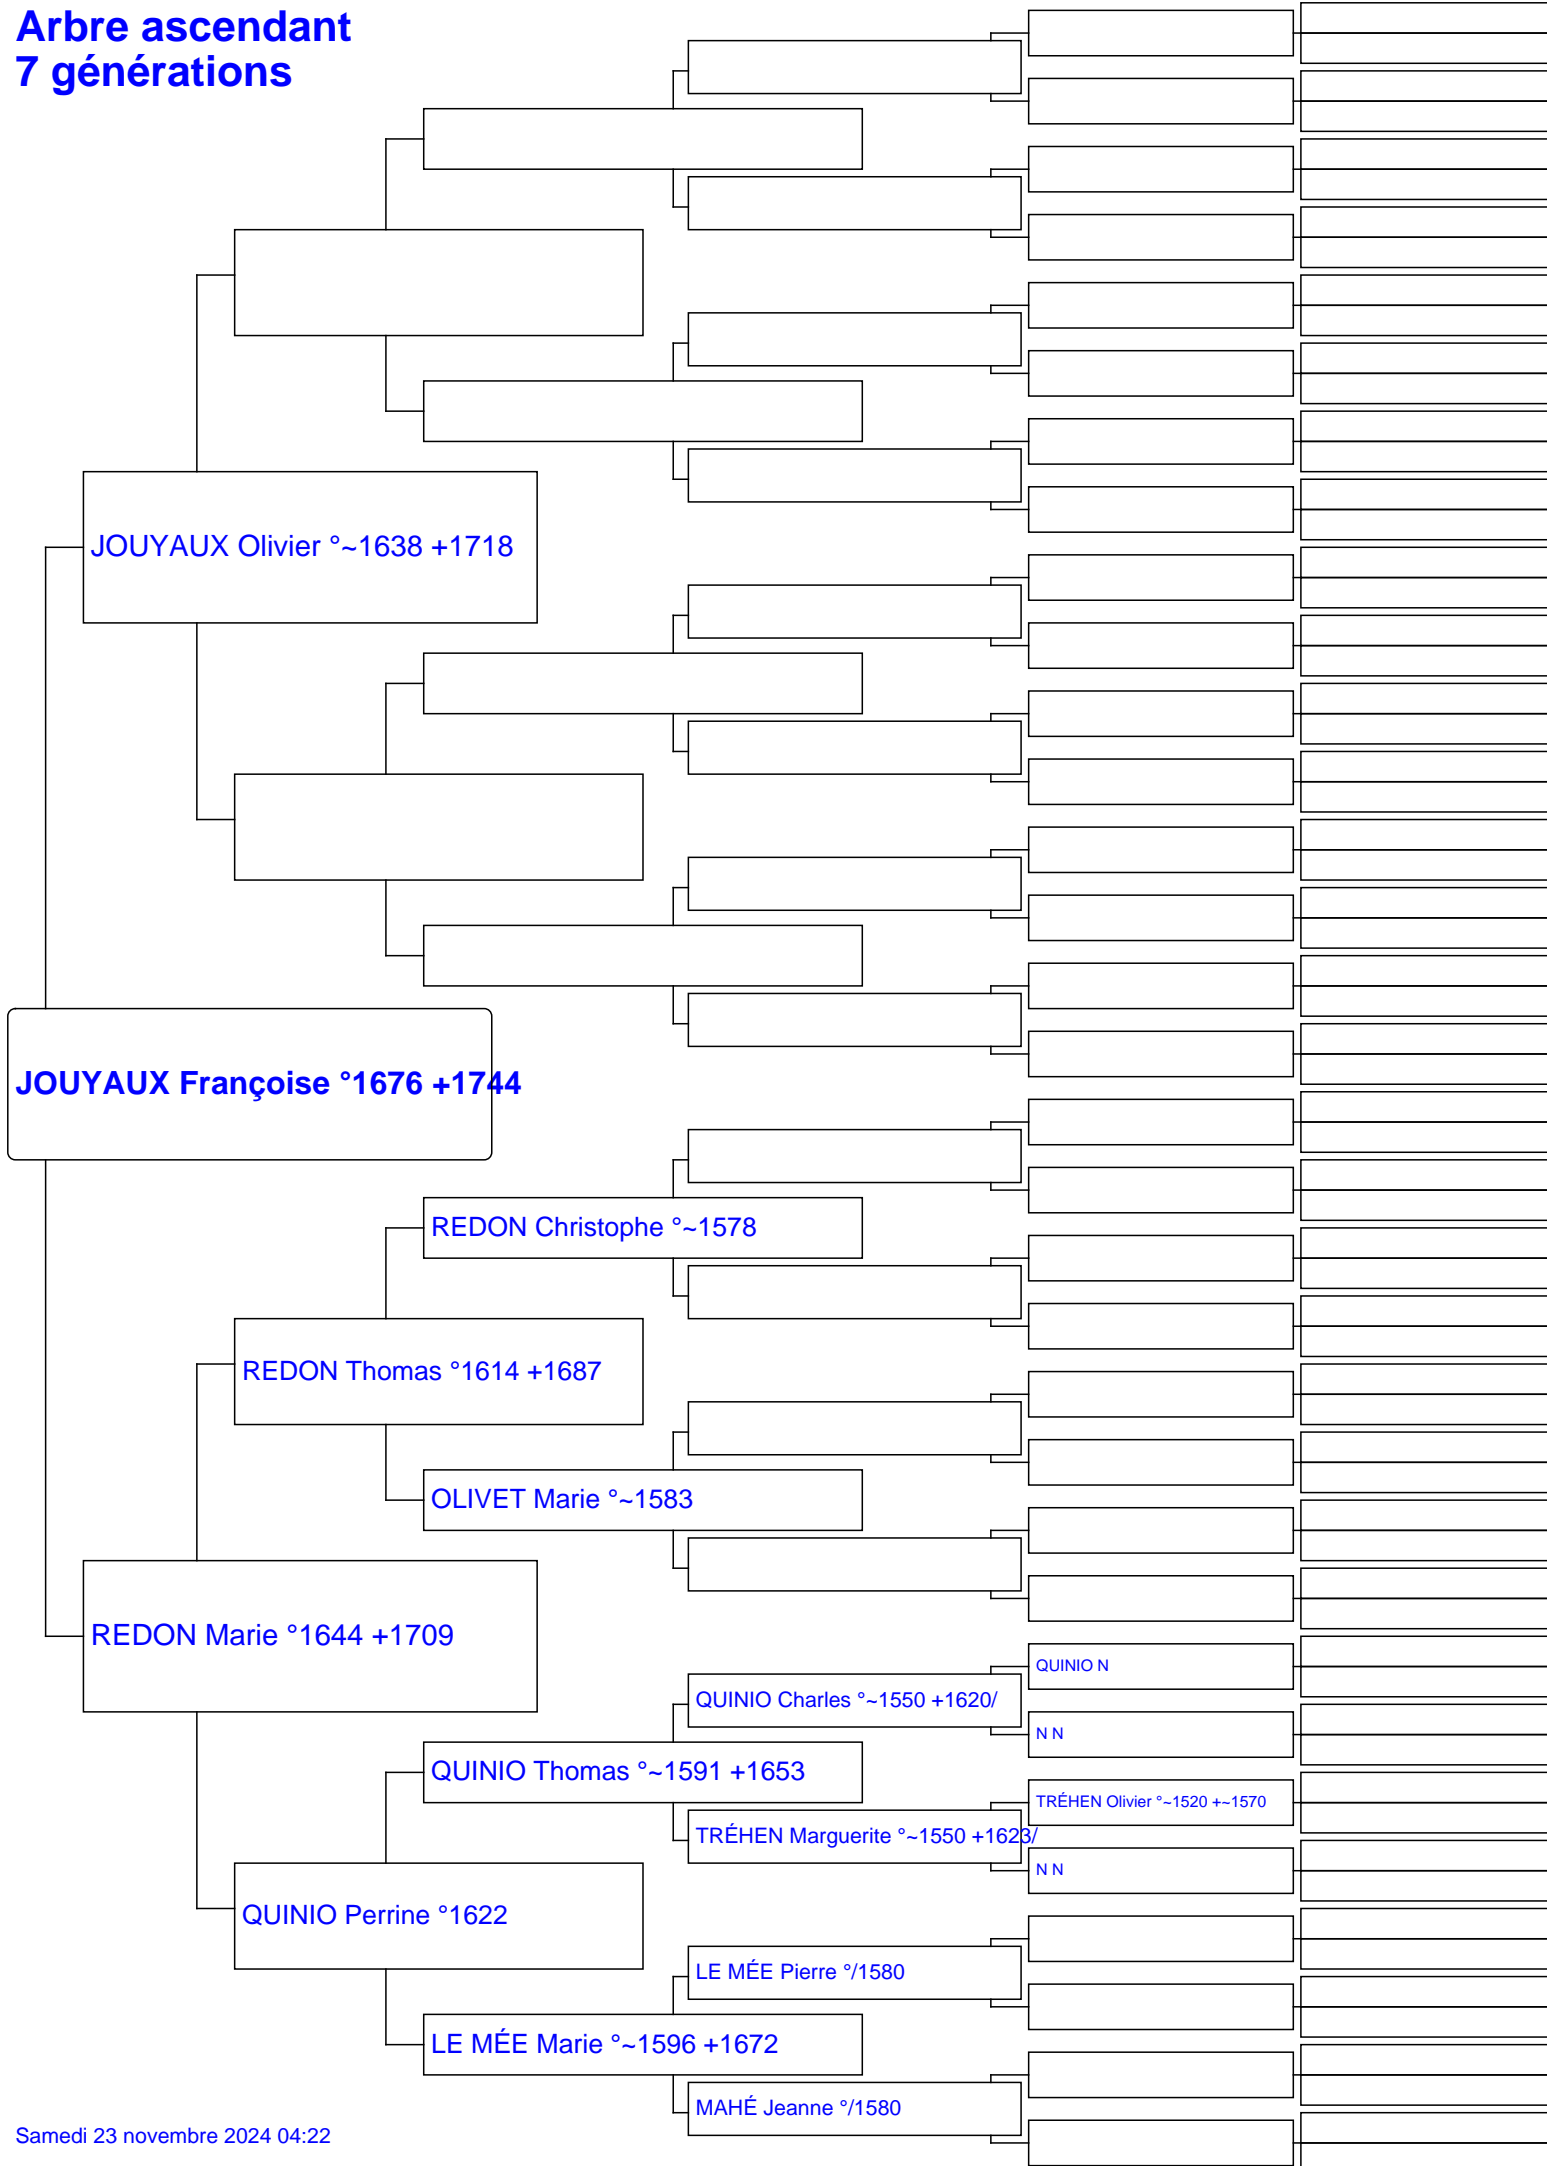 Arbre ascendant
7 générations
JOUYAUX Olivier °~1638 +1718
JOUYAUX Françoise °1676 +1744
REDON Christophe °~1578
REDON Thomas °1614 +1687
OLIVET Marie °~1583
REDON Marie °1644 +1709
QUINIO N
QUINIO Charles °~1550 +1620/
N N
QUINIO Thomas °~1591 +1653
TRÉHEN Olivier °~1520 +~1570
TRÉHEN Marguerite °~1550 +1623/
N N
QUINIO Perrine °1622
LE MÉE Pierre °/1580
LE MÉE Marie °~1596 +1672
MAHÉ Jeanne °/1580
Samedi 23 novembre 2024 04:22